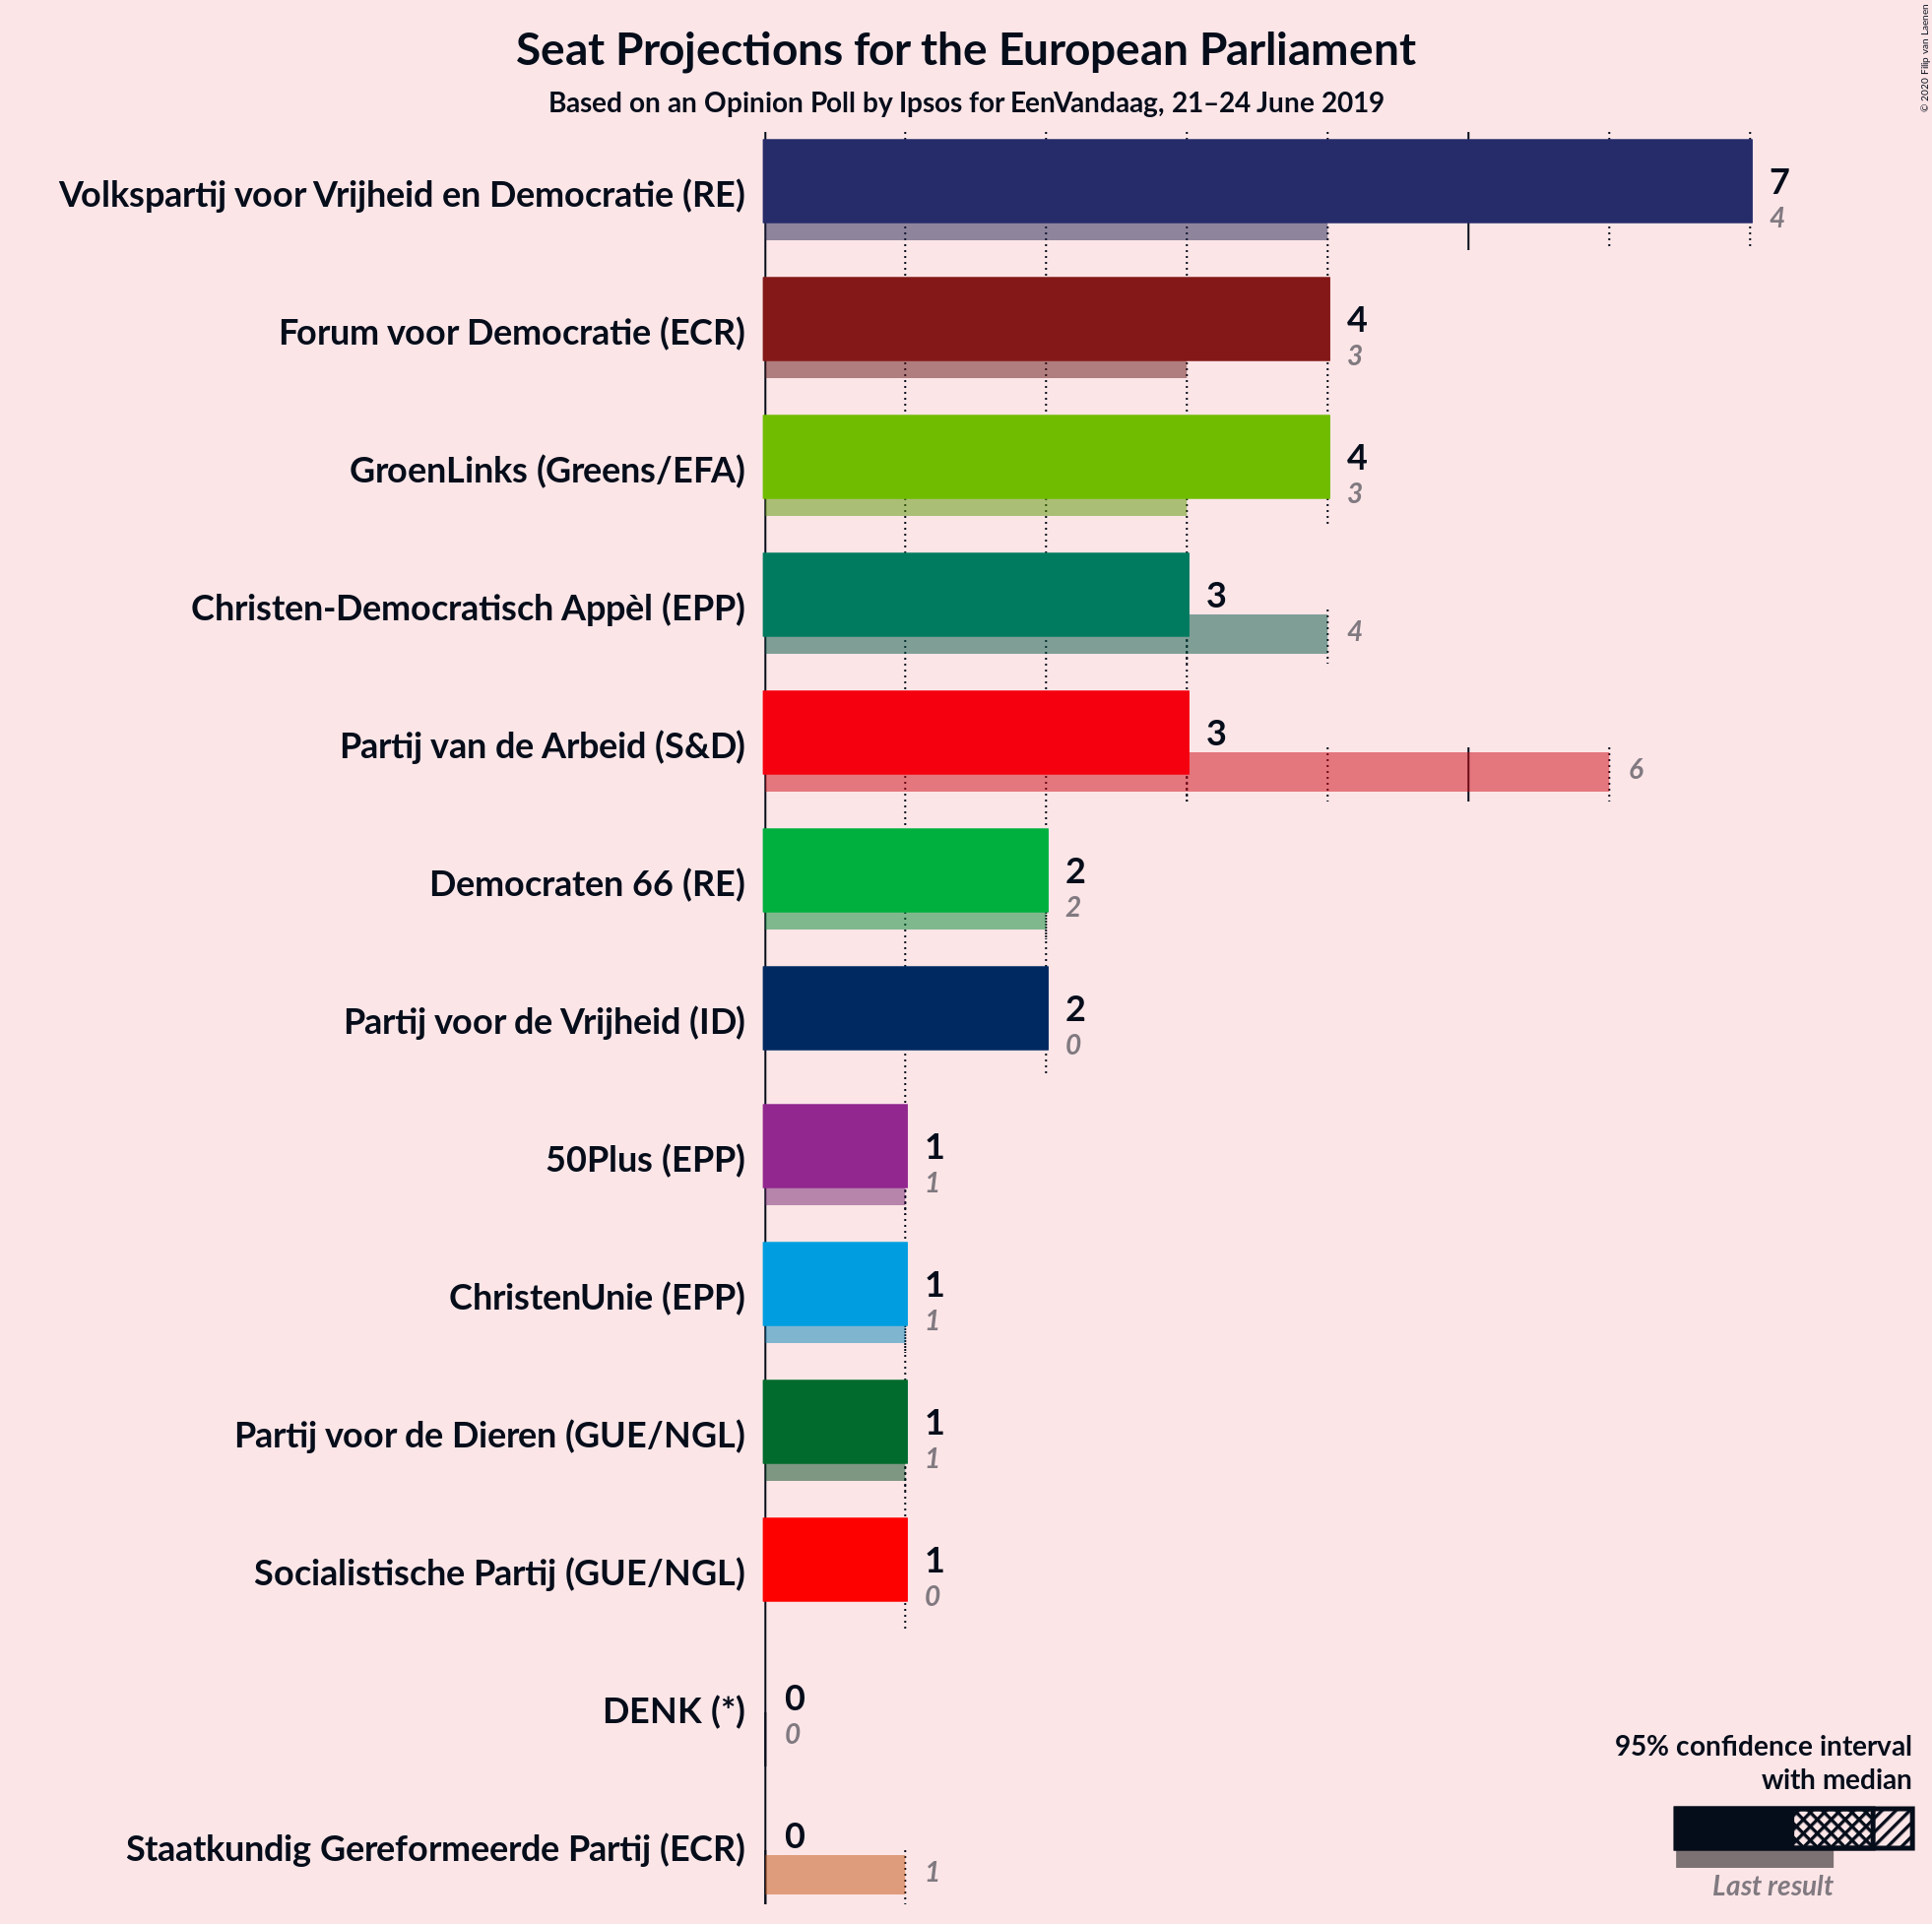 Seat Projections for the European Parliament
Based on an Opinion Poll by Ipsos for EenVandaag, 21–24 June 2019
© 2020 Filip van Laenen
Volkspartij voor Vrijheid en Democratie (RE)
7
4
Forum voor Democratie (ECR)
4
3
GroenLinks (Greens/EFA)
4
3
Christen-Democratisch Appèl (EPP)
3
4
Partij van de Arbeid (S&D)
3
6
Democraten 66 (RE)
2
2
Partij voor de Vrijheid (ID)
2
0
50Plus (EPP)
1
1
ChristenUnie (EPP)
1
1
Partij voor de Dieren (GUE/NGL)
1
1
Socialistische Partij (GUE/NGL)
1
0
DENK (*)
0
0
Staatkundig Gereformeerde Partij (ECR)
0
1
95% confidence interval
with median
Last result